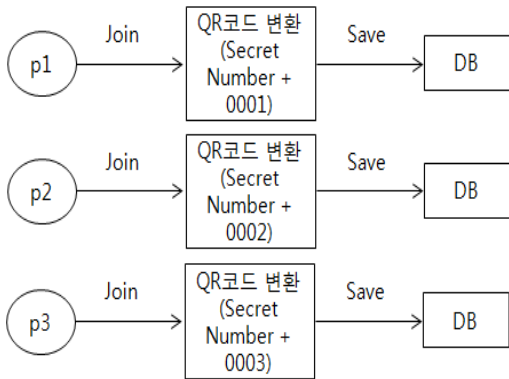 Join
Save
p1
QR코드 변환
(Secret
Number +
0001)
DB
Join
Save
p2
QR코드 변환
(Secret
Number +
0002)
DB
Join
Save
p3
QR코드 변환
(Secret
Number +
0003)
DB